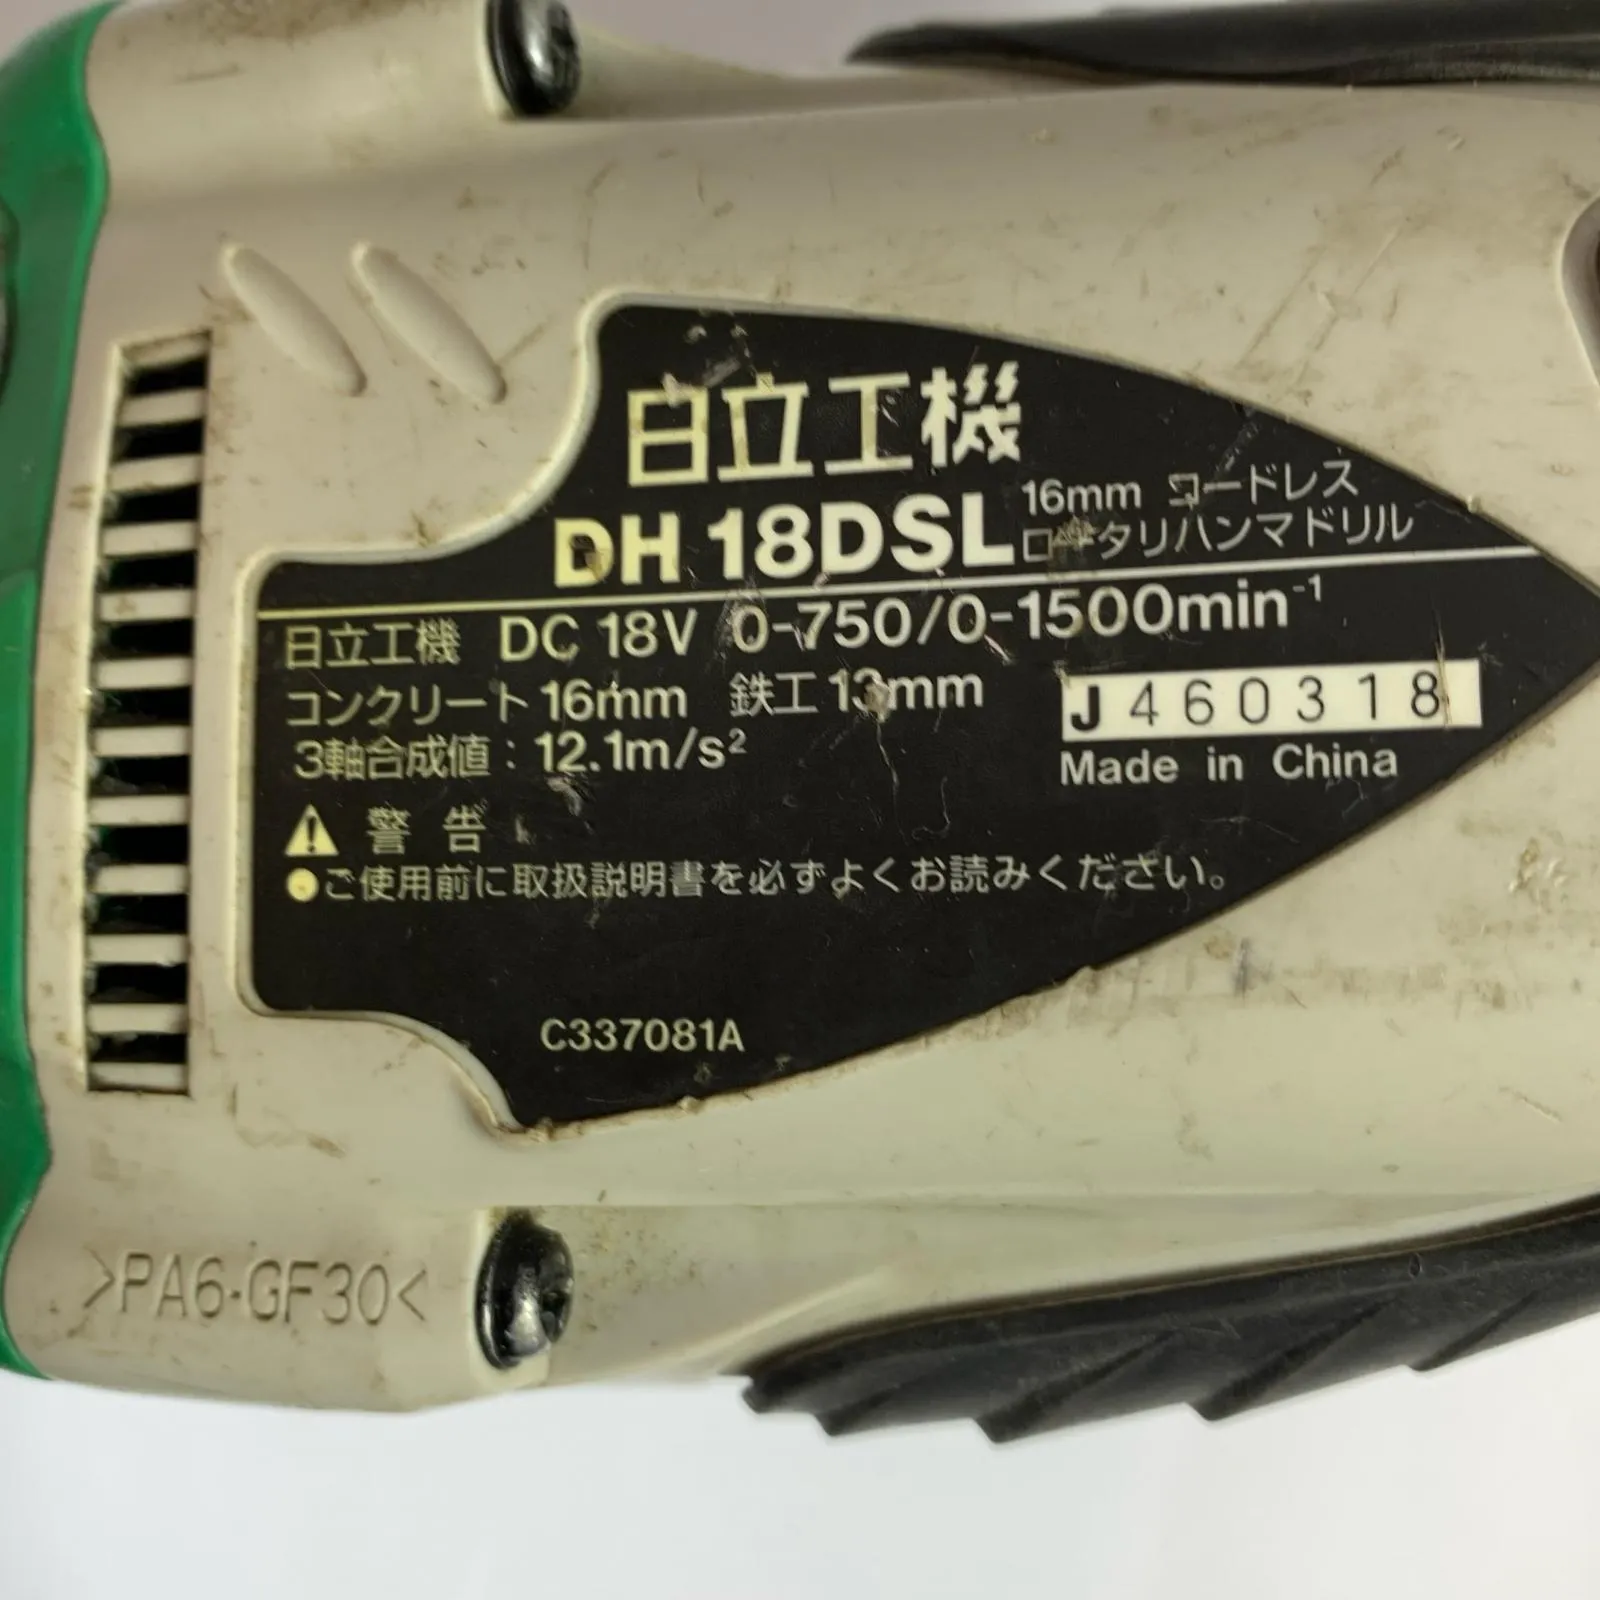 日立工機
DH 18DSL
16mm コードレス
ロータリハンマドリル
日立工機 DC 18V 0-750/0-1500min⁻¹
コンクリート 16mm 鉄工 13mm
3軸合成値：12.1m/s²
J460318
Made in China
警告
●ご使用前に取扱説明書を必ずよくお読みください。
C337081A
>PA6-GF30<